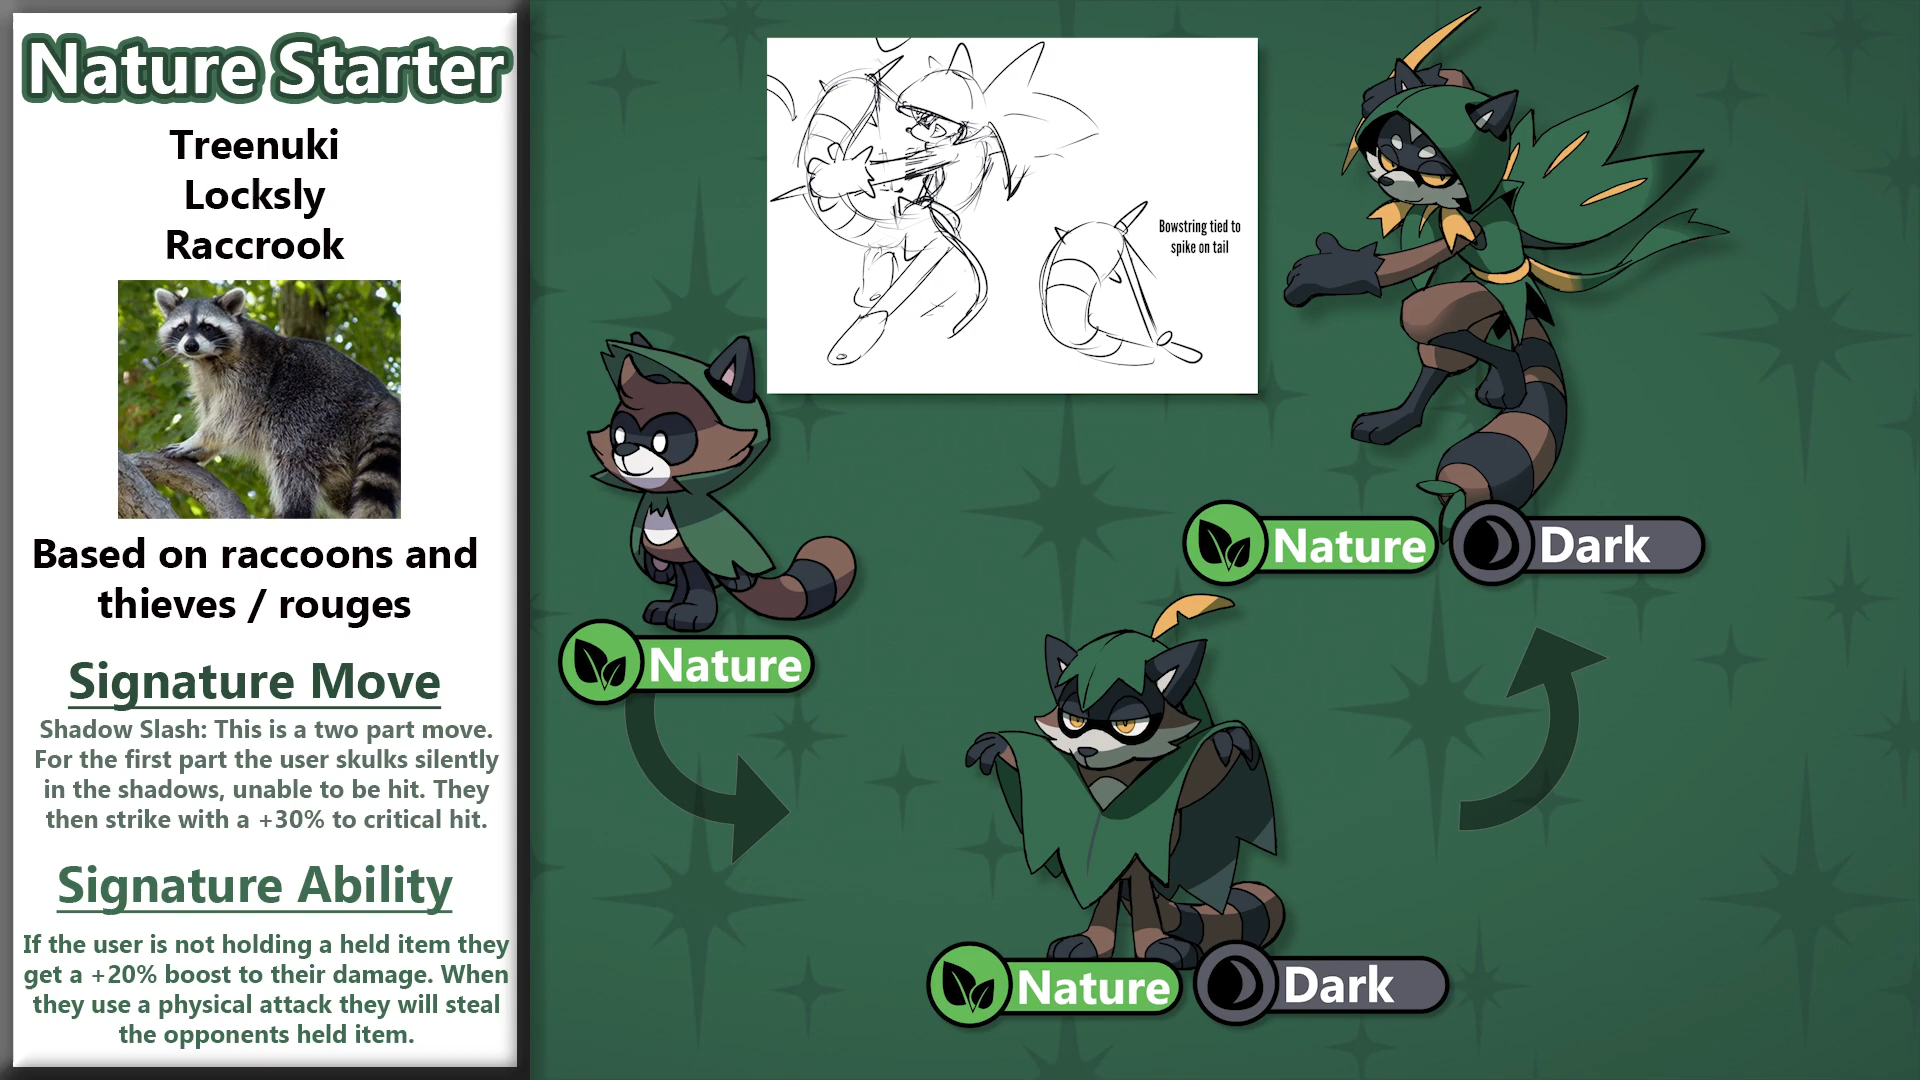 Nature Starter
Treenuki
Locksly
Raccrook
Based on raccoons and
thieves / rouges
Signature Move
Shadow Slash: This is a two part move.
For the first part the user skulks silently
in the shadows, unable to be hit. They
then strike with a +30% to critical hit.
Signature Ability
If the user is not holding a held item they
get a +20% boost to their damage. When
they use a physical attack they will steal
the opponents held item.
Bowstring tied to
spike on tail
Nature
Nature Dark
Nature Dark